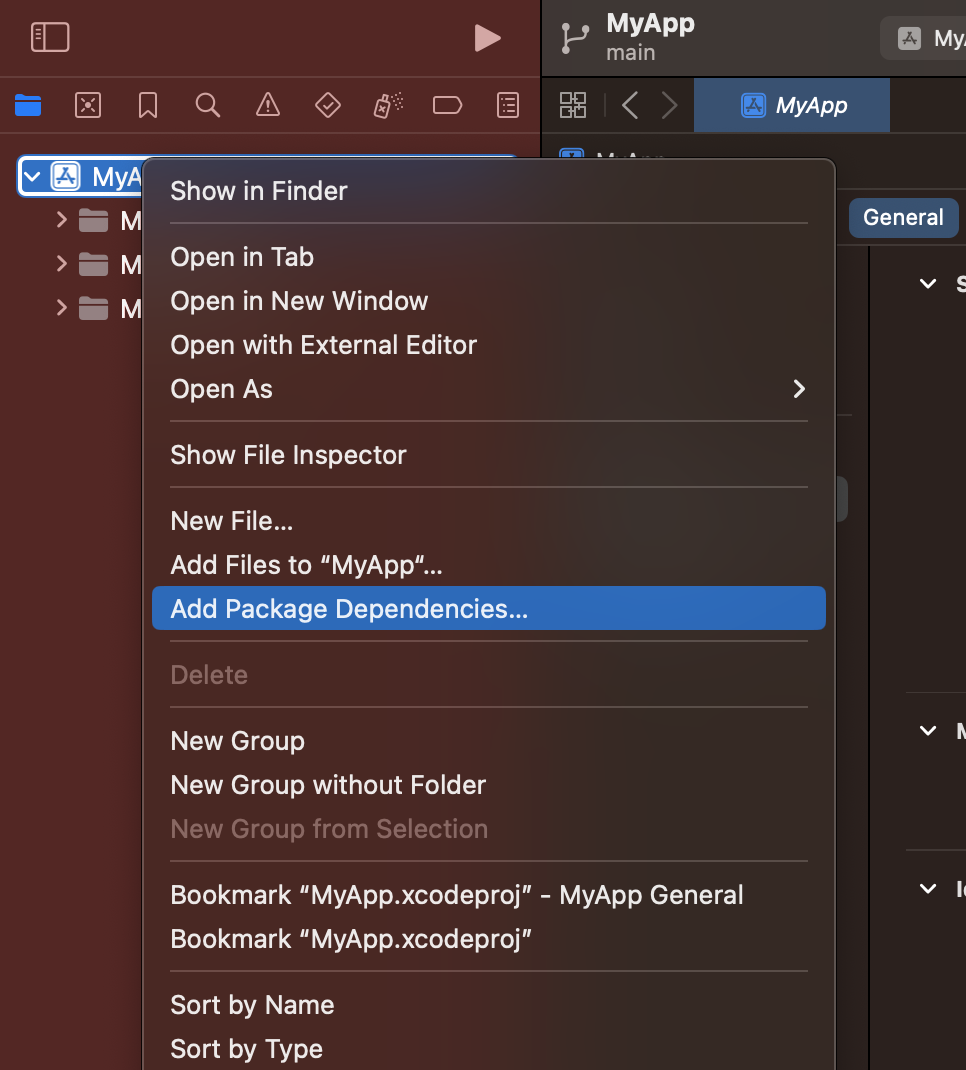 MyApp
main
MyApp
General
Show in Finder
Open in Tab
Open in New Window
Open with External Editor
Open As
Show File Inspector
New File...
Add Files to “MyApp“...
Add Package Dependencies...
Delete
New Group
New Group without Folder
New Group from Selection
Bookmark “MyApp.xcodeproj” - MyApp General
Bookmark “MyApp.xcodeproj”
Sort by Name
Sort by Type